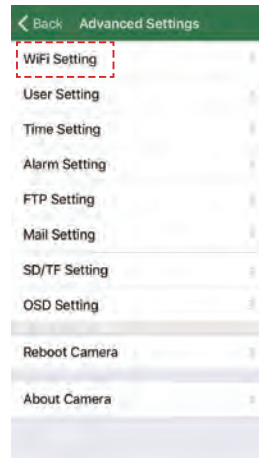 Back Advanced Settings
WiFi Setting
User Setting
Time Setting
Alarm Setting
FTP Setting
Mail Setting
SD/TF Setting
OSD Setting
Reboot Camera
About Camera